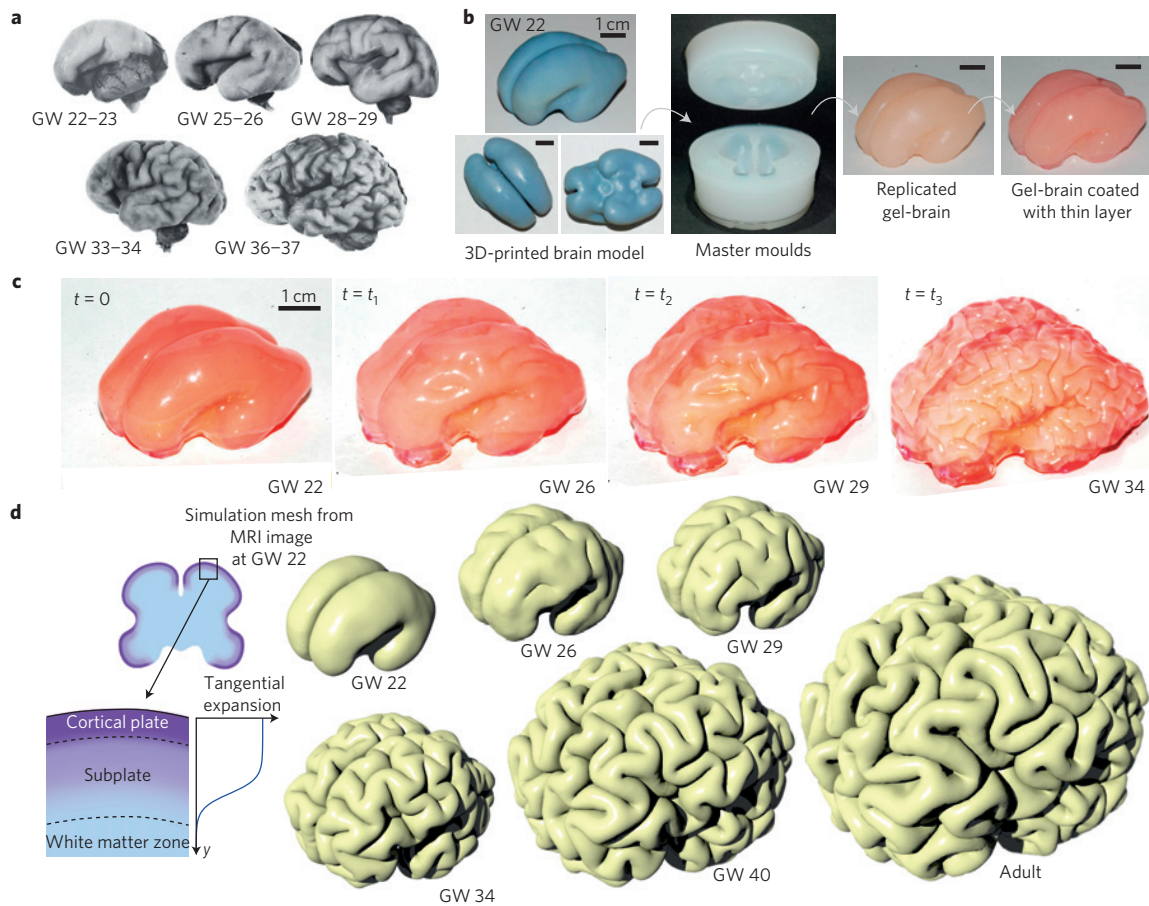 a
GW 22–23
GW 25–26
GW 28–29
GW 33–34
GW 36–37
b
GW 22
1 cm
3D-printed brain model
Master moulds
Replicated
gel-brain
Gel-brain coated
with thin layer
c
t = 0
1 cm
GW 22
t = t₁
GW 26
t = t₂
GW 29
t = t₃
GW 34
d
Simulation mesh from
MRI image
at GW 22
Tangential
expansion
Cortical plate
Subplate
White matter zone
y
GW 22
GW 26
GW 29
GW 34
GW 40
Adult